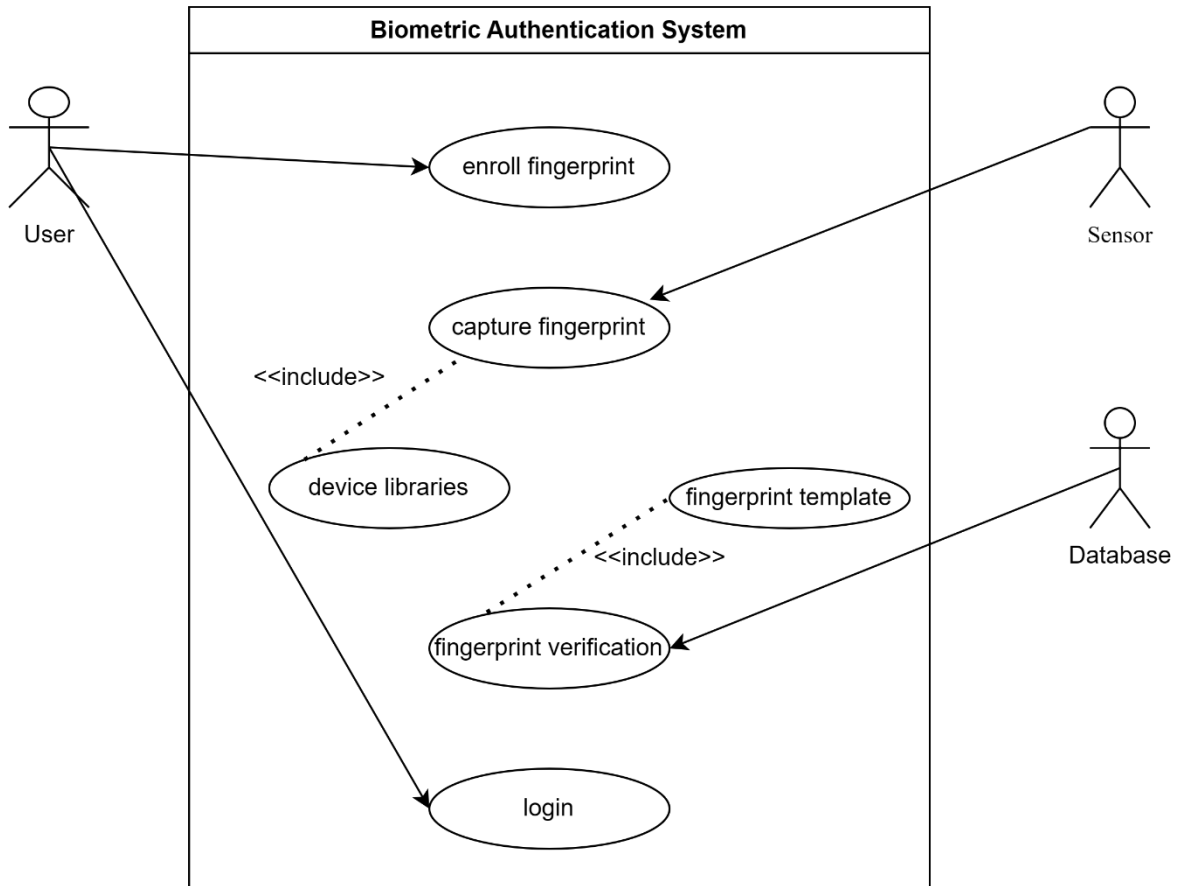 Biometric Authentication System
enroll fingerprint
User
Sensor
capture fingerprint
<<include>>
device libraries
fingerprint template
<<include>>
Database
fingerprint verification
login